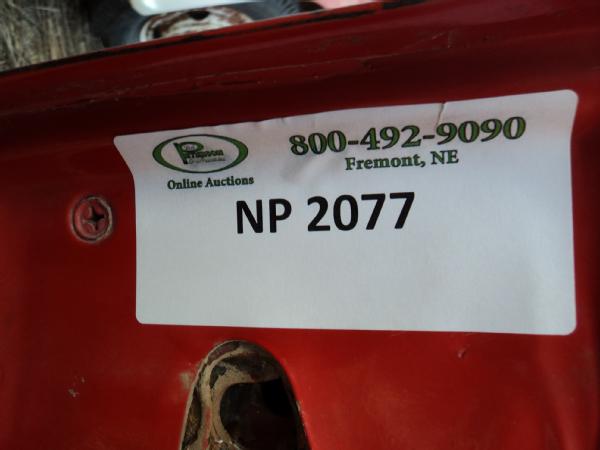 800-492-9090
Fremont, NE
Online Auctions
NP 2077